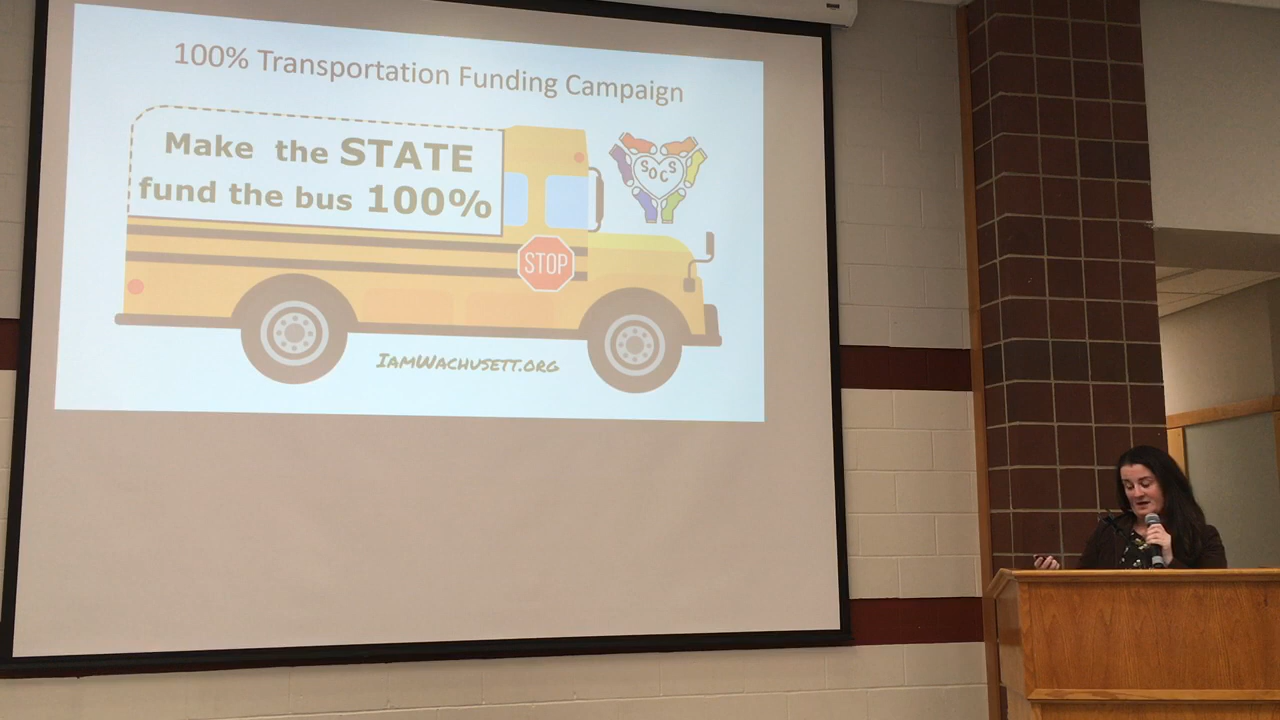 100% Transportation Funding Campaign
Make the STATE
fund the bus 100%
SOCS
STOP
IAMWACHUSETT.ORG